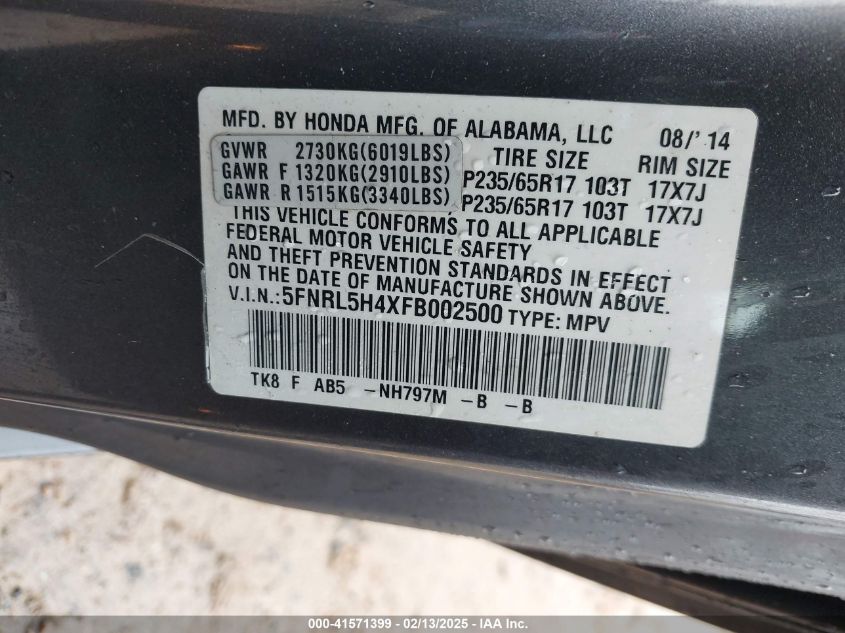 MFD. BY HONDA MFG. OF ALABAMA, LLC 08/' 14
GVWR 2730KG(6019LBS) TIRE SIZE RIM SIZE
GAWR F 1320KG(2910LBS) P235/65R17 103T 17X7J
GAWR R 1515KG(3340LBS) P235/65R17 103T 17X7J
THIS VEHICLE CONFORMS TO ALL APPLICABLE
FEDERAL MOTOR VEHICLE SAFETY
AND THEFT PREVENTION STANDARDS IN EFFECT
ON THE DATE OF MANUFACTURE SHOWN ABOVE.
V.I.N.:5FNRL5H4XFB002500 TYPE: MPV
TK8 F AB5 -NH797M -B -B
000-41571399 - 02/13/2025 - IAA Inc.